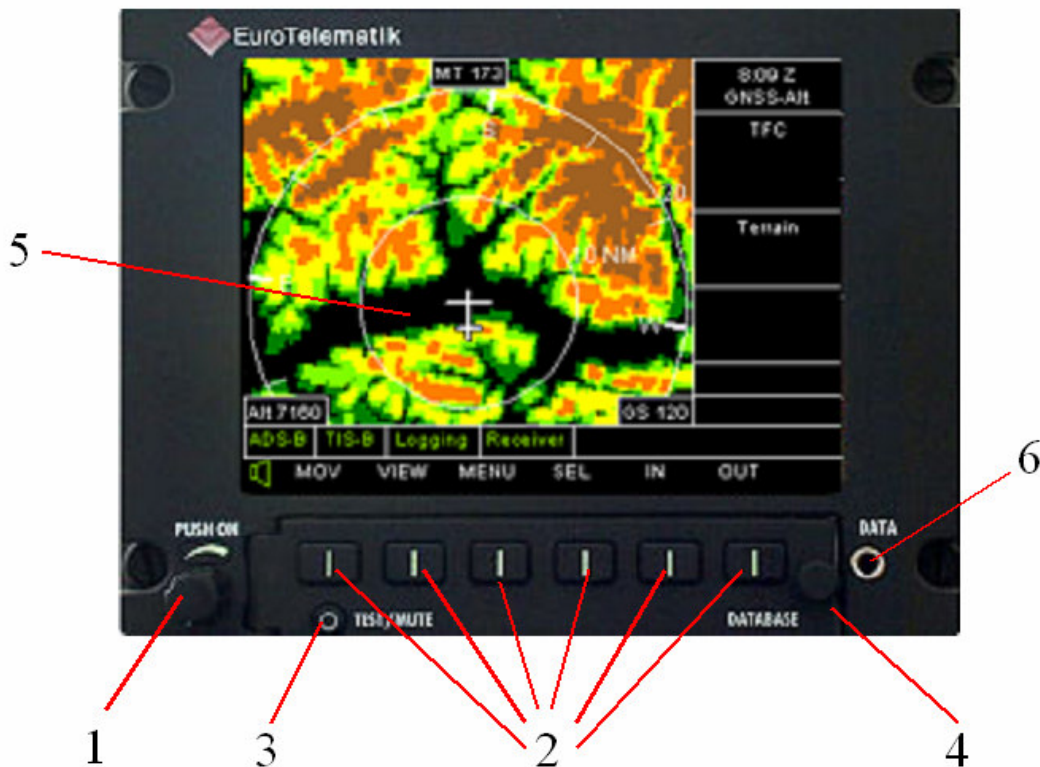 EuroTelematik
MT 173
8:09 Z
GNSS-Alt
TFC
S
20
Terrain
10 NM
5
E
W
Alt 7160
GS 120
ADS-B TIS-B Logging Receiver
MOV VIEW MENU SEL IN OUT
6
PUSH ON
DATA
TEST/MUTE
DATABASE
1
3
2
4